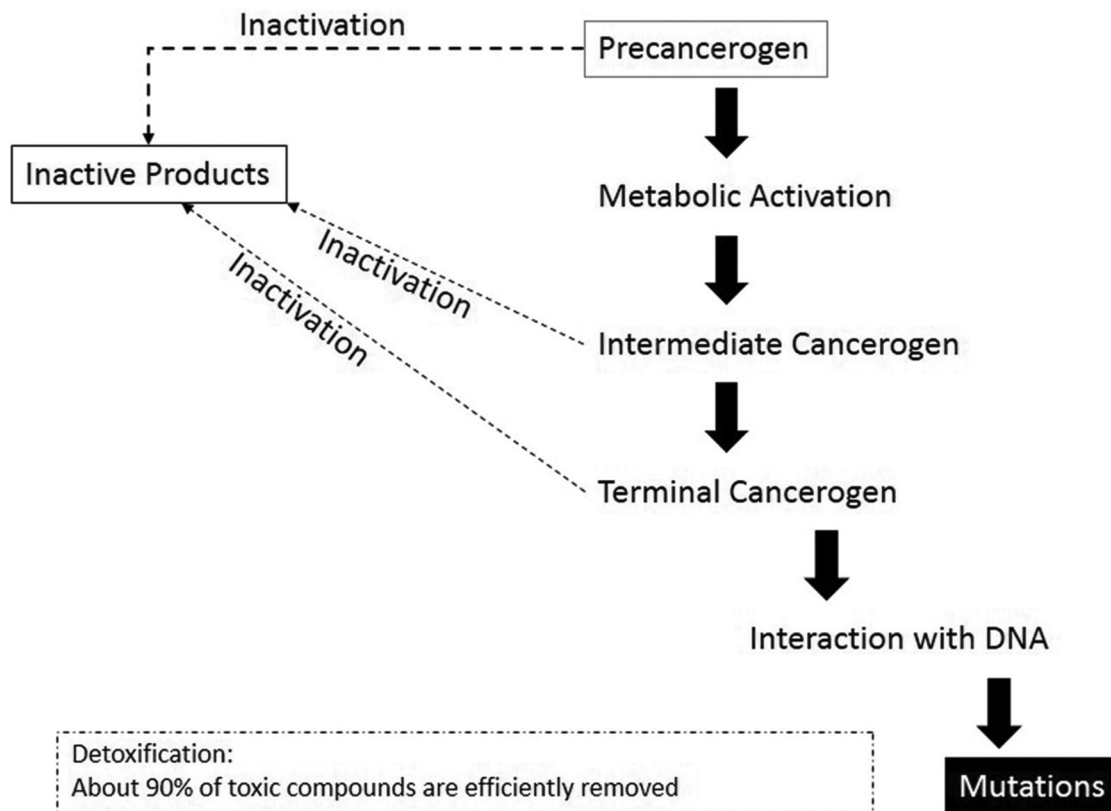 Inactivation
Precancerogen
Inactive Products
Metabolic Activation
Inactivation
Inactivation
Intermediate Cancerogen
Terminal Cancerogen
Interaction with DNA
Detoxification:
About 90% of toxic compounds are efficiently removed
Mutations